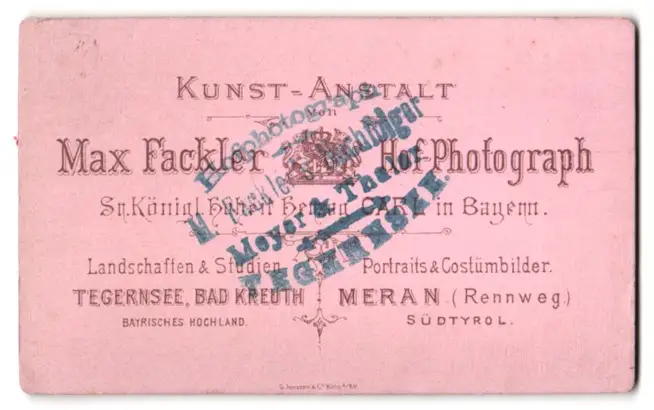 KUNST-ANSTALT
von
Max Fackler Hof-Photograph
Sr. Königl. Hoheit Herzog CARL in Bayern.
Landschaften & Studien. Portraits & Costümbilder.
TEGERNSEE, BAD KREUTH MERAN (Rennweg.)
BAYRISCHES HOCHLAND. SÜDTYROL.
Hofphotograph
M. Fackler's Nachfolger
Meyer &
TEGERNSEE